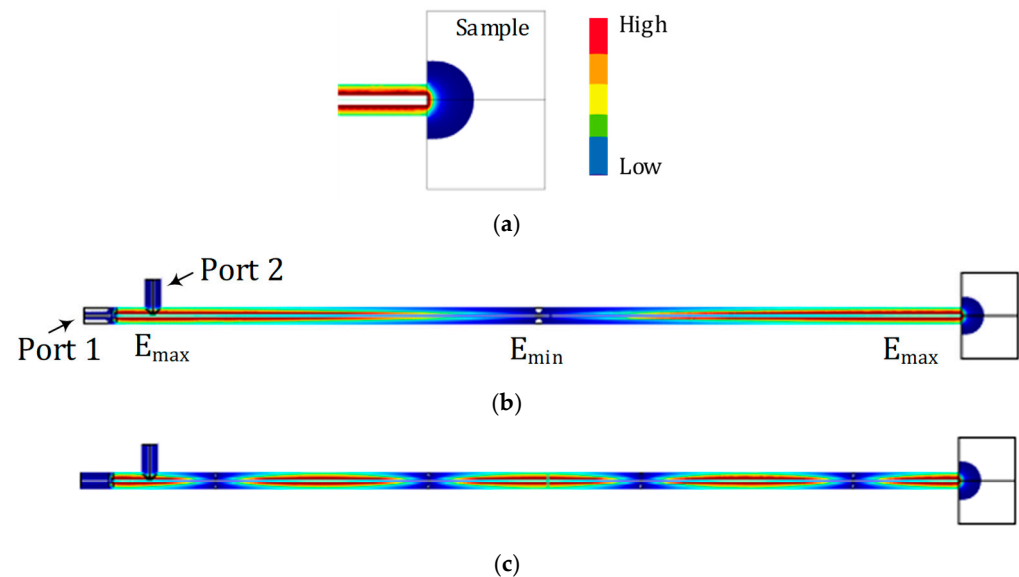 Sample
High
Low
(a)
Port 2
Port 1
Emax
Emin
Emax
(b)
(c)